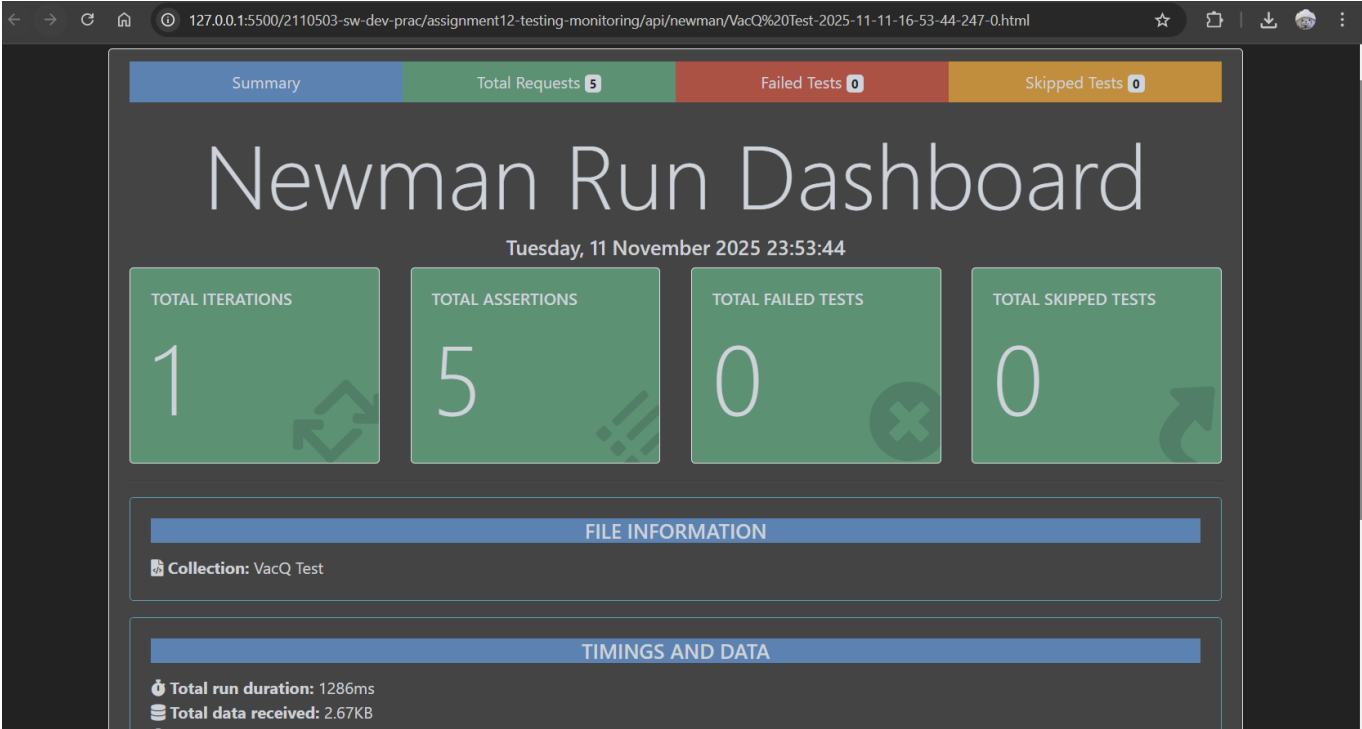 127.0.0.1:5500/2110503-sw-dev-prac/assignment12-testing-monitoring/api/newman/VacQ%20Test-2025-11-11-16-53-44-247-0.html
Summary Total Requests 5 Failed Tests 0 Skipped Tests 0
Newman Run Dashboard
Tuesday, 11 November 2025 23:53:44
TOTAL ITERATIONS TOTAL ASSERTIONS TOTAL FAILED TESTS TOTAL SKIPPED TESTS
1 5 0 0
FILE INFORMATION
Collection: VacQ Test
TIMINGS AND DATA
Total run duration: 1286ms
Total data received: 2.67KB